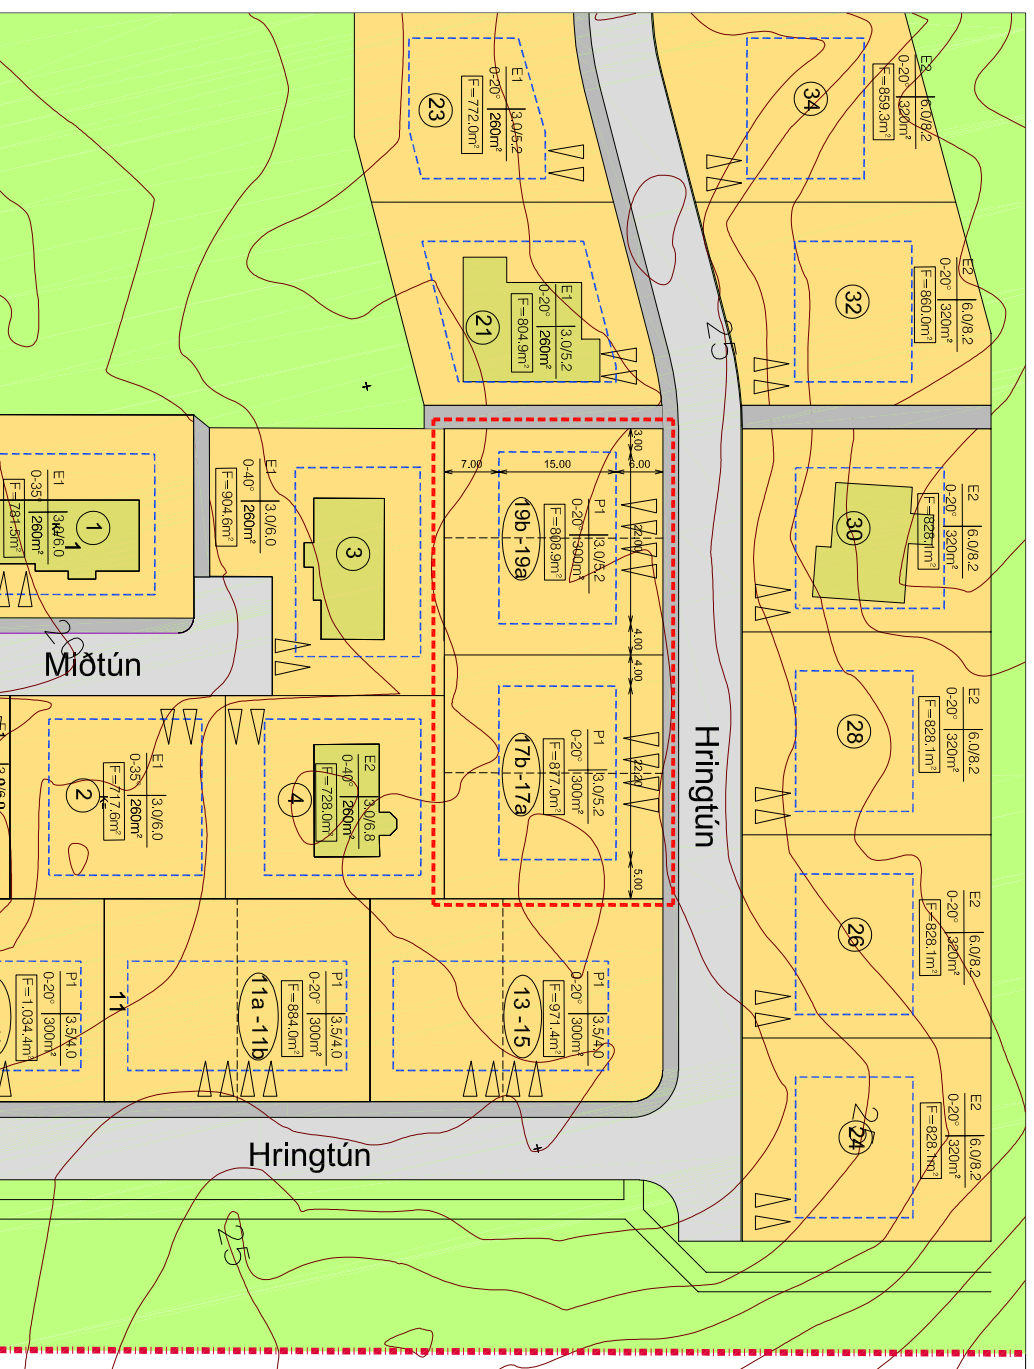 34
E2
6.0/8.2
0-20°
320m²
F=859.3m²
23
E1
3.0/5.2
0-20°
260m²
F=772.0m²
32
E2
6.0/8.2
0-20°
320m²
F=860.0m²
21
E1
3.0/5.2
0-20°
260m²
F=804.9m²
25
30
E2
6.0/8.2
0-20°
320m²
F=828.1m²
19b -19a
P1
3.0/5.2
0-20°
300m²
F=808.9m²
7.00
15.00
6.00
3.00
22.00
4.00
4.00
22.20
5.00
3
E1
3.0/6.0
0-40°
260m²
F=904.6m²
1
E1
3.0/6.0
0-35°
260m²
F=781.5m²
1
Miðtún
28
E2
6.0/8.2
0-20°
320m²
F=828.1m²
17b -17a
P1
3.0/5.2
0-20°
300m²
F=877.0m²
Hringtún
4
E2
3.0/6.8
0-40°
260m²
F=728.0m²
2
E1
3.0/6.0
0-35°
260m²
F=717.6m²
26
E2
6.0/8.2
0-20°
320m²
F=828.1m²
13 -15
P1
3.5/4.0
0-20°
300m²
F=971.4m²
11a -11b
P1
3.5/4.0
0-20°
300m²
F=884.0m²
11
P1
3.5/4.0
0-20°
300m²
F=1.034.4m²
24
E2
6.0/8.2
0-20°
320m²
F=828.1m²
25
Hringtún
25